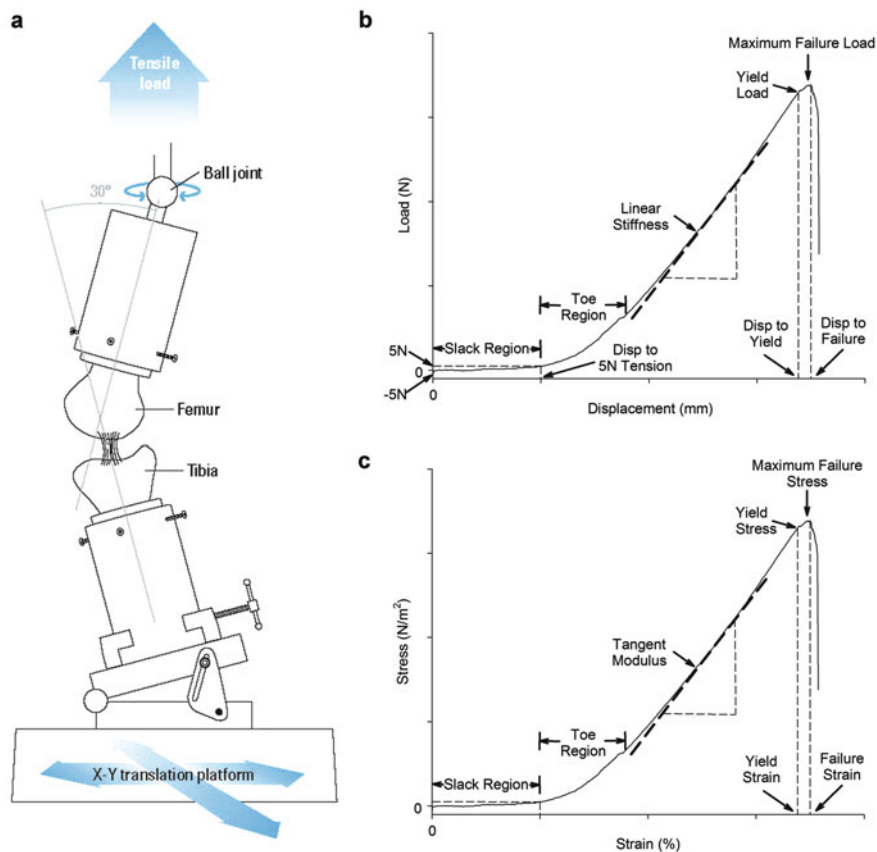 a
Tensile
load
Ball joint
30°
Femur
Tibia
X-Y translation platform
b
Maximum Failure Load
Yield
Load
Load (N)
Linear
Stiffness
Toe
Region
Slack Region
5N
0
-5N
Disp to
5N Tension
Disp to
Yield
Disp to
Failure
0
Displacement (mm)
c
Maximum Failure
Stress
Yield
Stress
Stress (N/m²)
Tangent
Modulus
Toe
Region
Slack Region
Yield
Strain
Failure
Strain
0
0
Strain (%)